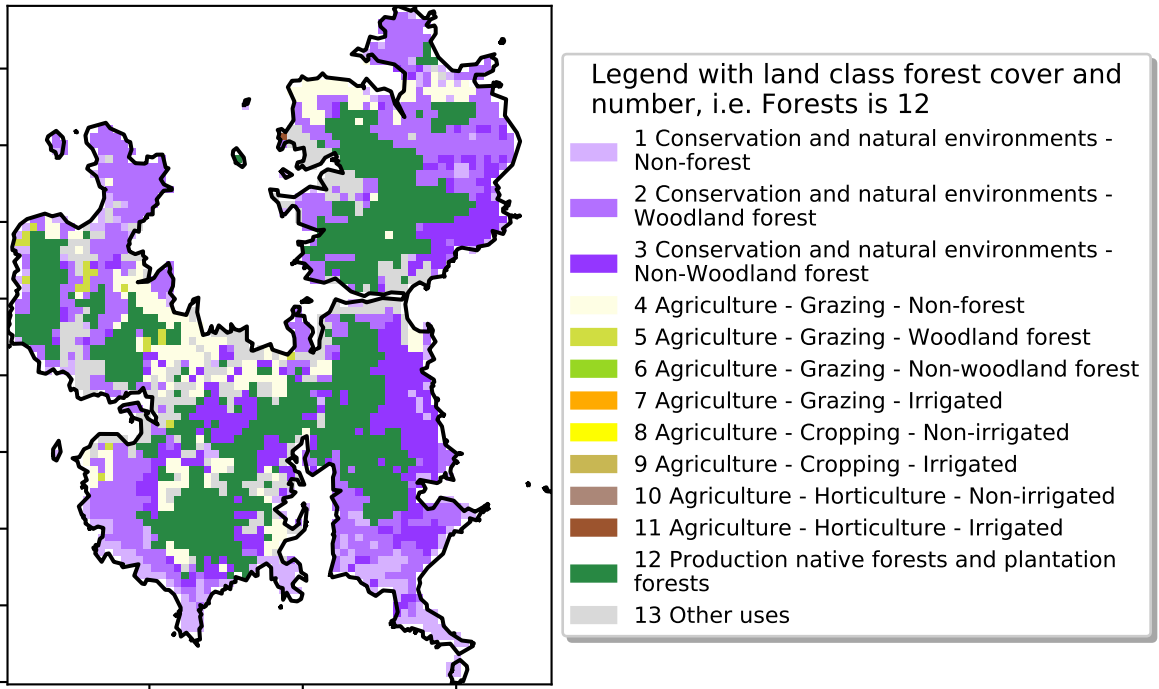 Legend with land class forest cover and
number, i.e. Forests is 12
1 Conservation and natural environments -
Non-forest
2 Conservation and natural environments -
Woodland forest
3 Conservation and natural environments -
Non-Woodland forest
4 Agriculture - Grazing - Non-forest
5 Agriculture - Grazing - Woodland forest
6 Agriculture - Grazing - Non-woodland forest
7 Agriculture - Grazing - Irrigated
8 Agriculture - Cropping - Non-irrigated
9 Agriculture - Cropping - Irrigated
10 Agriculture - Horticulture - Non-irrigated
11 Agriculture - Horticulture - Irrigated
12 Production native forests and plantation
forests
13 Other uses